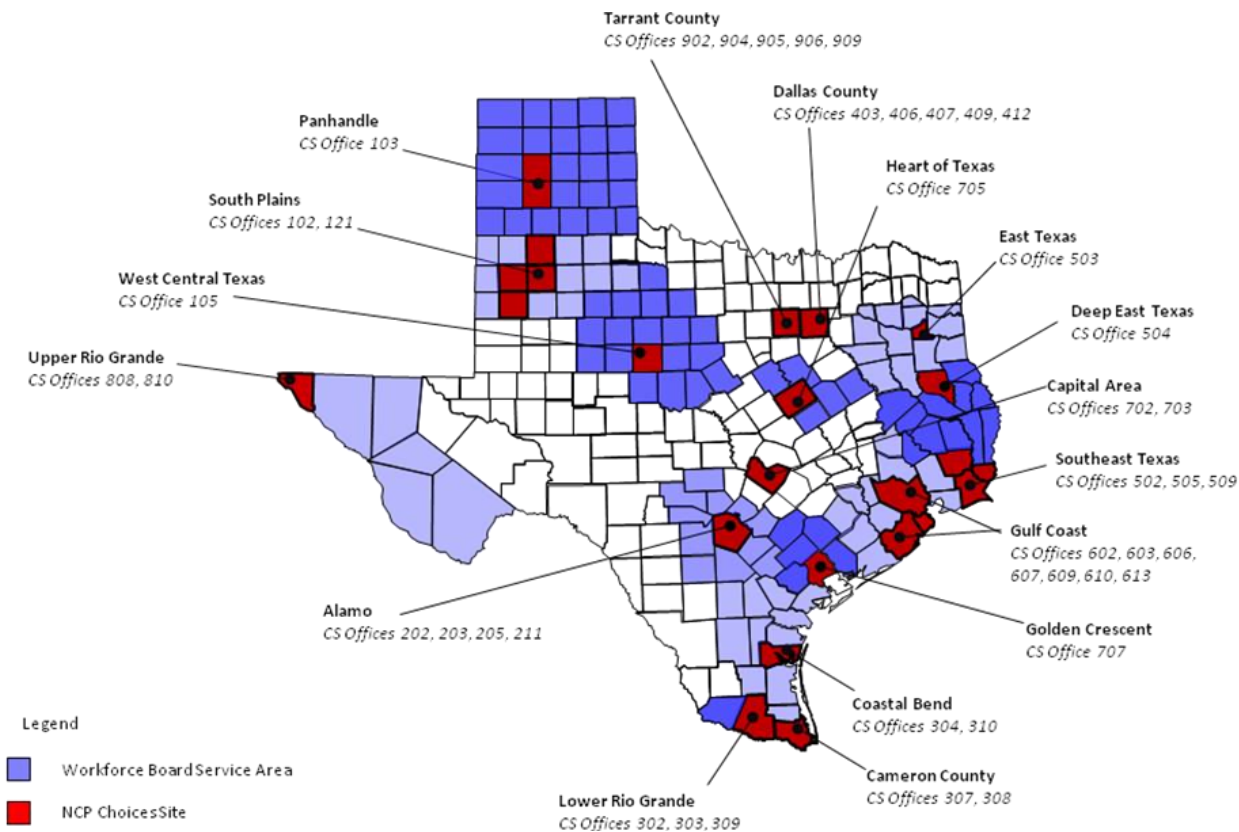 Tarrant County
CS Offices 902, 904, 905, 906, 909
Dallas County
CS Offices 403, 406, 407, 409, 412
Panhandle
CS Office 103
Heart of Texas
CS Office 705
South Plains
CS Offices 102, 121
East Texas
CS Office 503
West Central Texas
CS Office 105
Deep East Texas
CS Office 504
Upper Rio Grande
CS Offices 808, 810
Capital Area
CS Offices 702, 703
Southeast Texas
CS Offices 502, 505, 509
Gulf Coast
CS Offices 602, 603, 606,
607, 609, 610, 613
Alamo
CS Offices 202, 203, 205, 211
Golden Crescent
CS Office 707
Coastal Bend
CS Offices 304, 310
Cameron County
CS Offices 307, 308
Lower Rio Grande
CS Offices 302, 303, 309
Legend
Workforce Board Service Area
NCP Choices Site